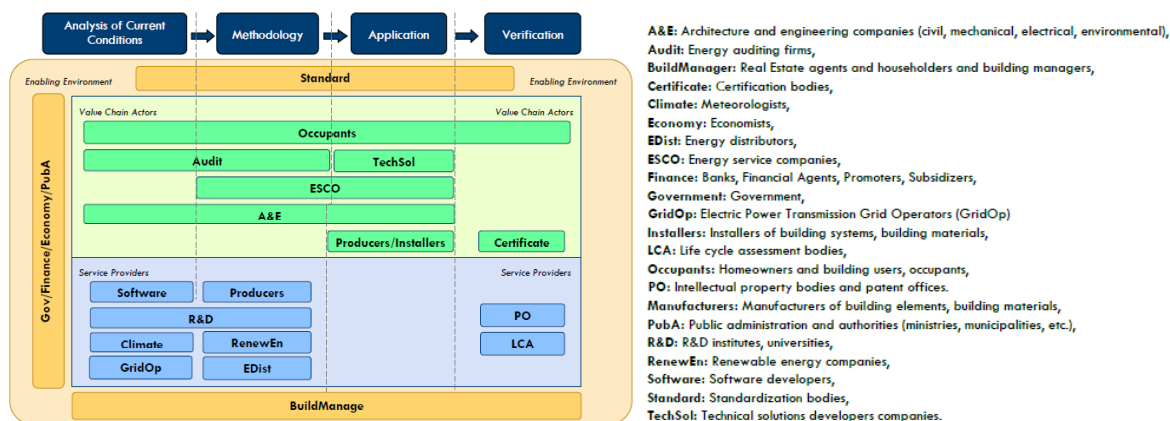 Analysis of Current
Conditions
Methodology
Application
Verification
Enabling Environment
Standard
Enabling Environment
Gov/Finance/Economy/PubA
Value Chain Actors
Value Chain Actors
Occupants
Audit
TechSol
ESCO
A&E
Producers/Installers
Certificate
Service Providers
Service Providers
Software
Producers
R&D
PO
Climate
RenewEn
LCA
GridOp
EDist
BuildManage
A&E: Architecture and engineering companies (civil, mechanical, electrical, environmental),
Audit: Energy auditing firms,
BuildManager: Real Estate agents and householders and building managers,
Certificate: Certification bodies,
Climate: Meteorologists,
Economy: Economists,
EDist: Energy distributors,
ESCO: Energy service companies,
Finance: Banks, Financial Agents, Promoters, Subsidizers,
Government: Government,
GridOp: Electric Power Transmission Grid Operators (GridOp)
Installers: Installers of building systems, building materials,
LCA: Life cycle assessment bodies,
Occupants: Homeowners and building users, occupants,
PO: Intellectual property bodies and patent offices.
Manufacturers: Manufacturers of building elements, building materials,
PubA: Public administration and authorities (ministries, municipalities, etc.),
R&D: R&D institutes, universities,
RenewEn: Renewable energy companies,
Software: Software developers,
Standard: Standardization bodies,
TechSol: Technical solutions developers companies.